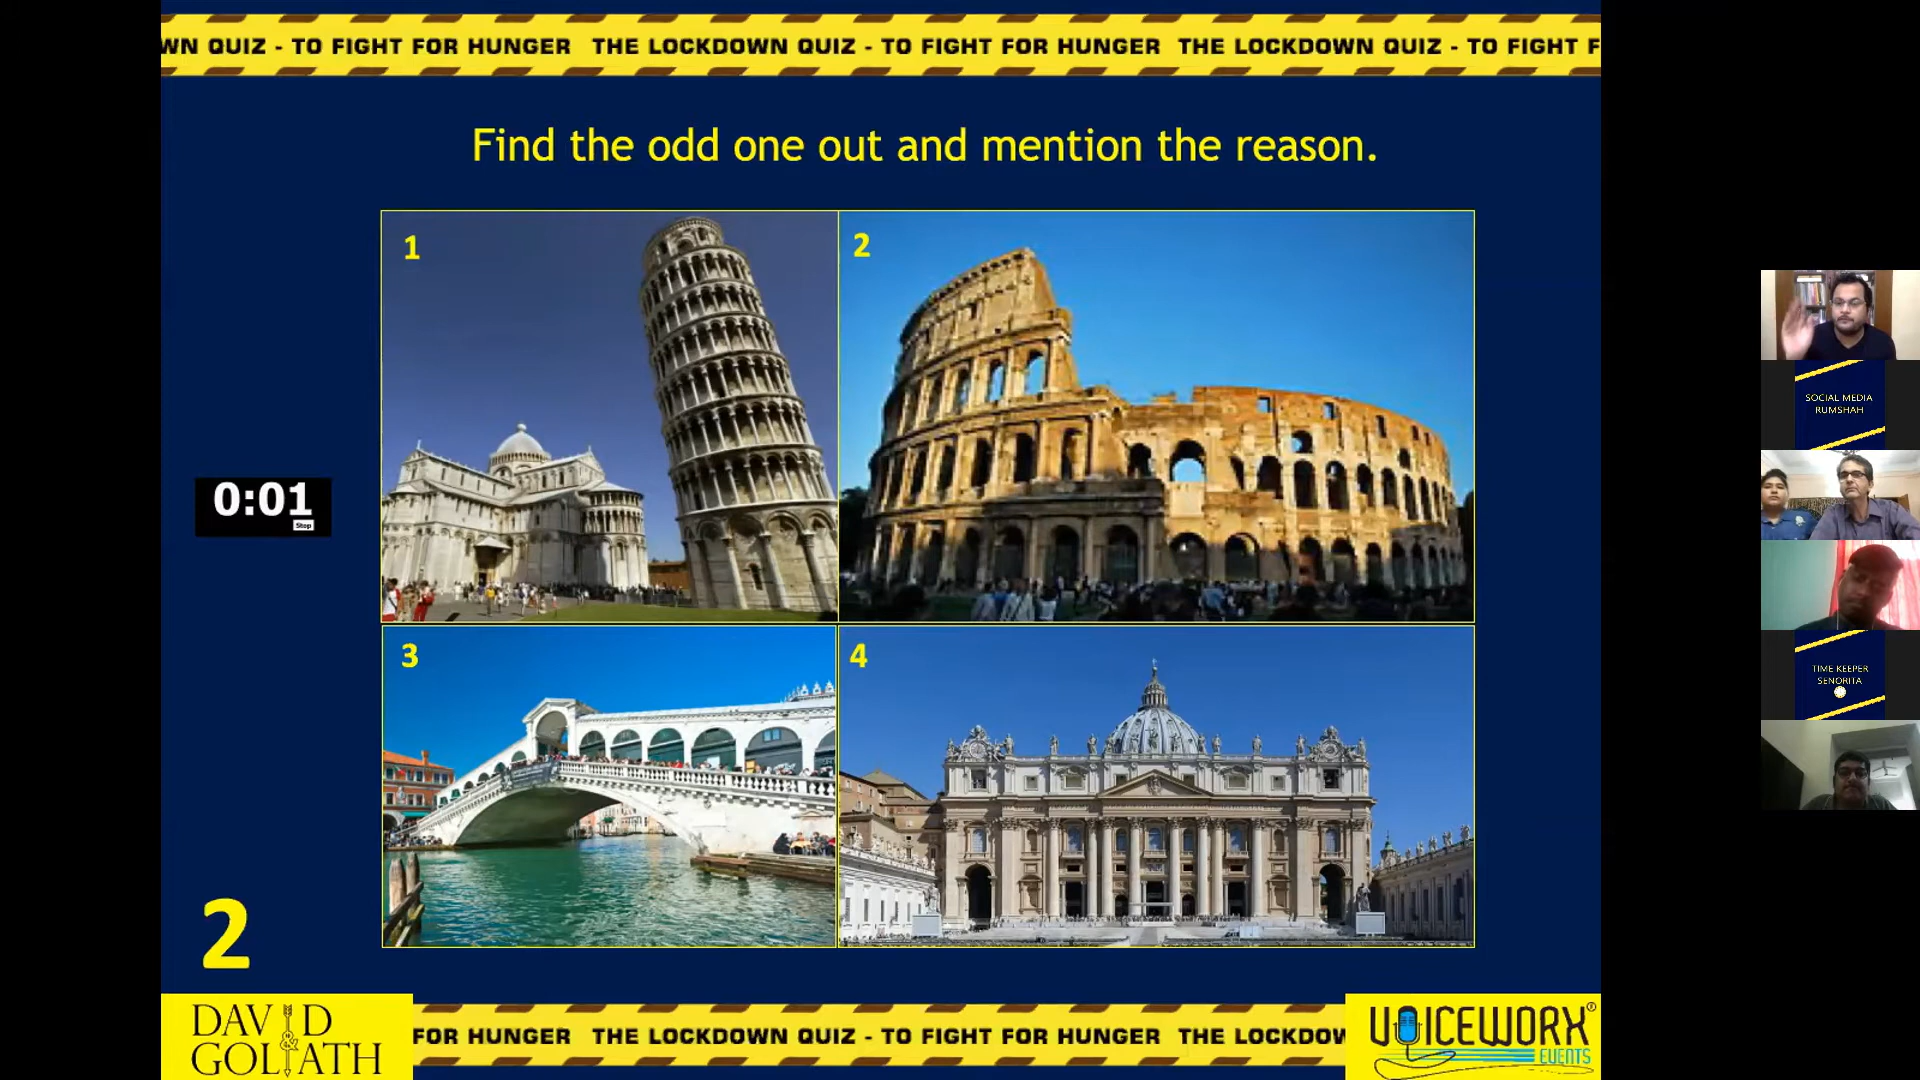 WN QUIZ - TO FIGHT FOR HUNGER THE LOCKDOWN QUIZ - TO FIGHT FOR HUNGER THE LOCKDOWN QUIZ - TO FIGHT F
Find the odd one out and mention the reason.
1
2
0:01
Stop
3
4
2
SOCIAL MEDIA
RUMSHAH
TIME KEEPER
SENORITA
DAVID
&
GOLIATH
FOR HUNGER THE LOCKDOWN QUIZ - TO FIGHT FOR HUNGER THE LOCKDOW
VOICEWORX®
EVENTS